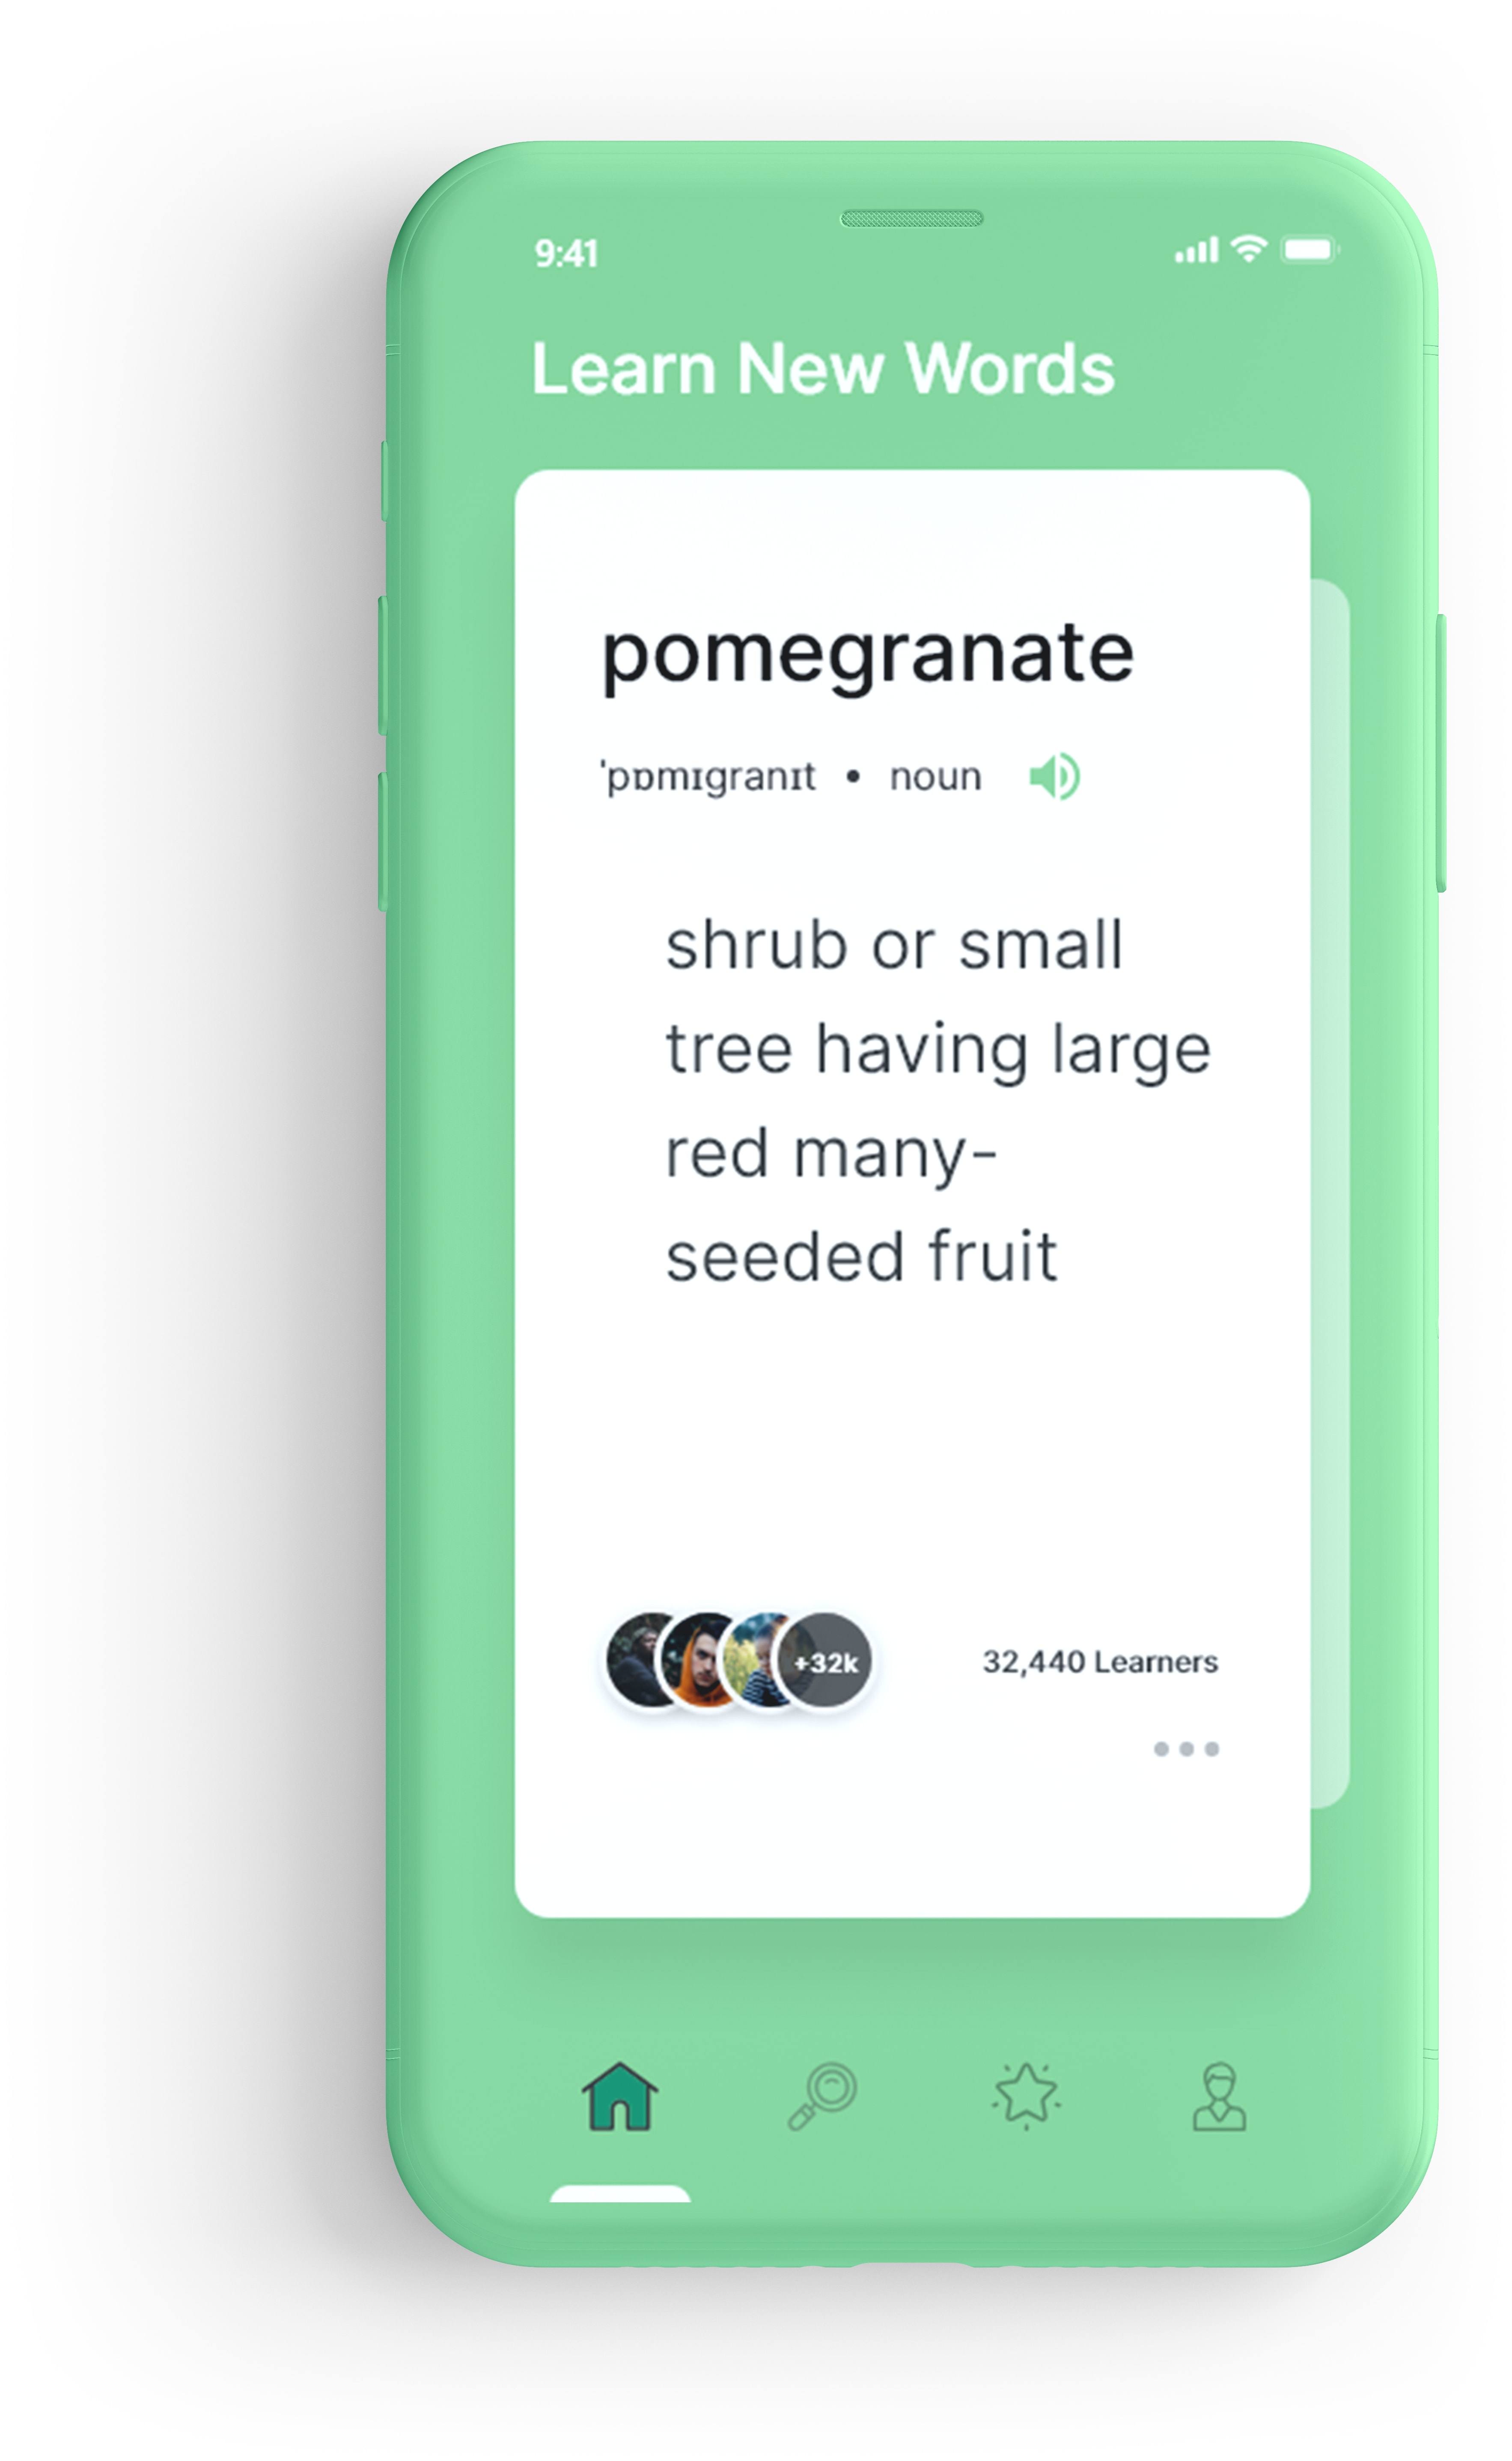 9:41
Learn New Words
pomegranate
ˈpɒmɪgranɪt • noun
shrub or small
tree having large
red many-
seeded fruit
+32k
32,440 Learners